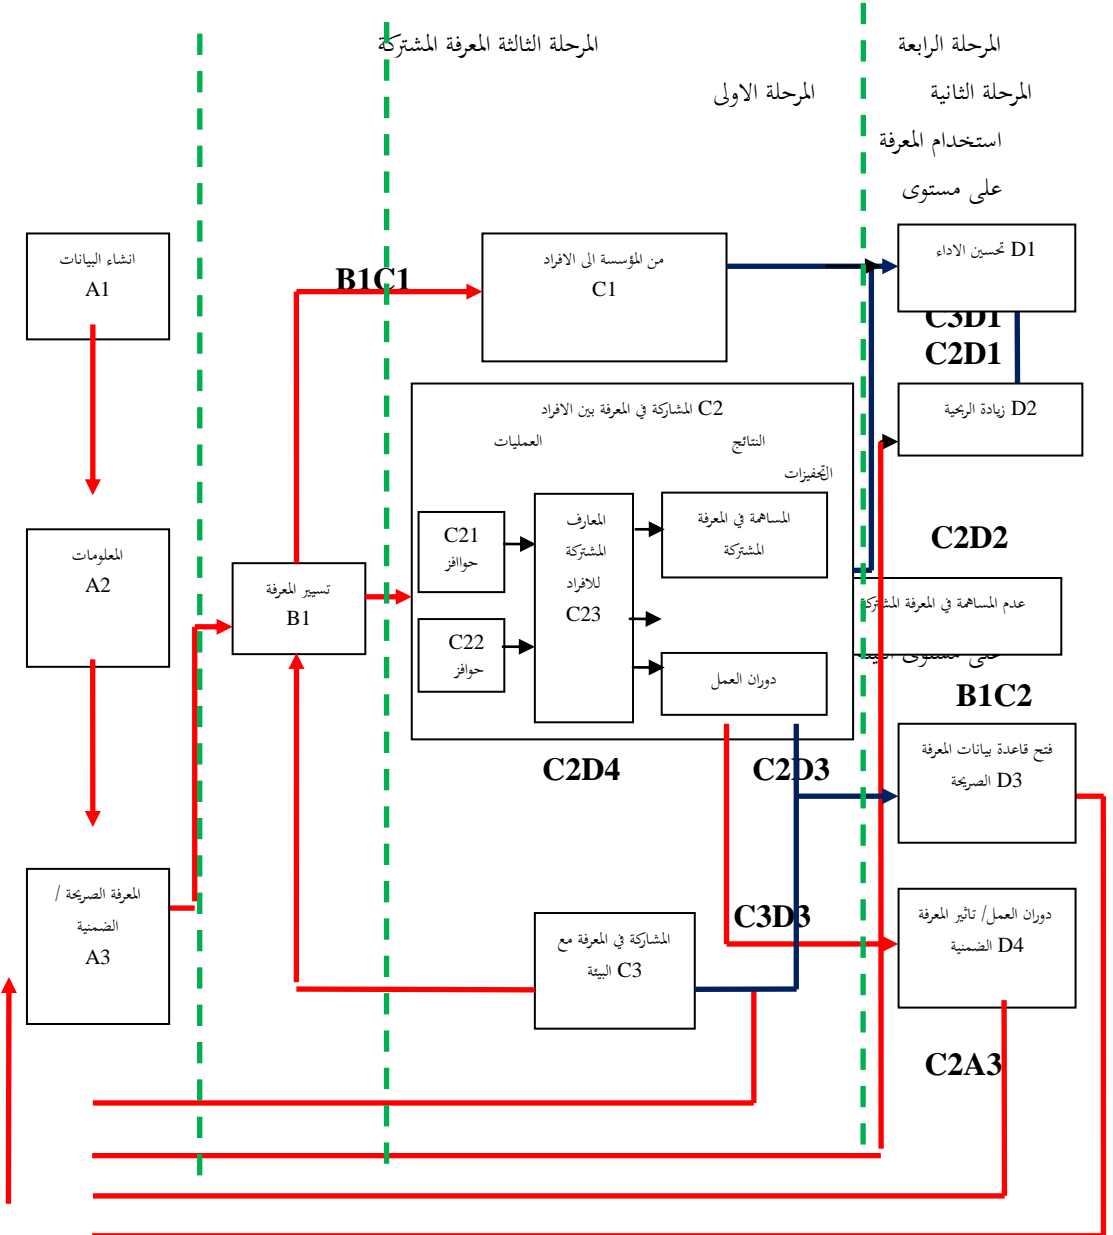 المرحلة الثالثة المعرفة المشتركة
المرحلة الرابعة
المرحلة الاولى
المرحلة الثانية
استخدام المعرفة
على مستوى
انشاء البيانات
A1
B1C1
من المؤسسة الى الافراد
C1
D1 تحسين الاداء
C3D1
C2D1
C2 المشاركة في المعرفة بين الافراد
العمليات
النتائج
التحفيزات
D2 زيادة الربحية
C21
حواافز
المعارف
المشتركة
للافراد
C23
المساهمة في المعرفة
المشتركة
C2D2
المعلومات
A2
تسيير المعرفة
B1
عدم المساهمة في المعرفة المشتركة
C22
حوافز
دوران العمل
على مستوى
B1C2
C2D4
C2D3
فتح قاعدة بيانات المعرفة
D3 الصريحة
المعرفة الصريحة /
الضمنية
A3
C3D3
المشاركة في المعرفة مع
C3 البيئة
دوران العمل/ تاثير المعرفة
D4 الضمنية
C2A3